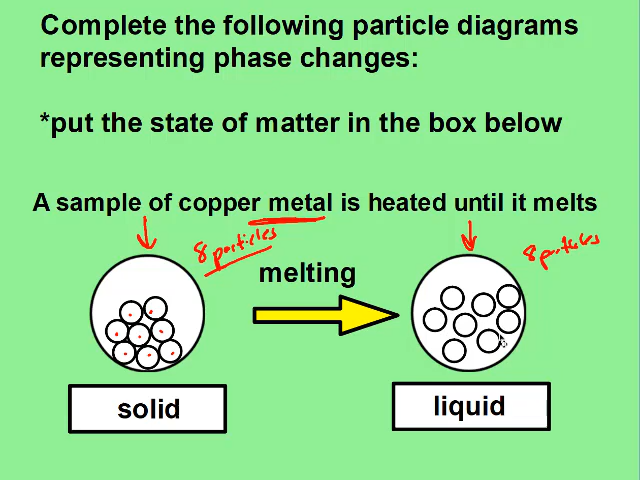 Complete the following particle diagrams
representing phase changes:
*put the state of matter in the box below
A sample of copper metal is heated until it melts
8 particles
8 particles
melting
solid
liquid